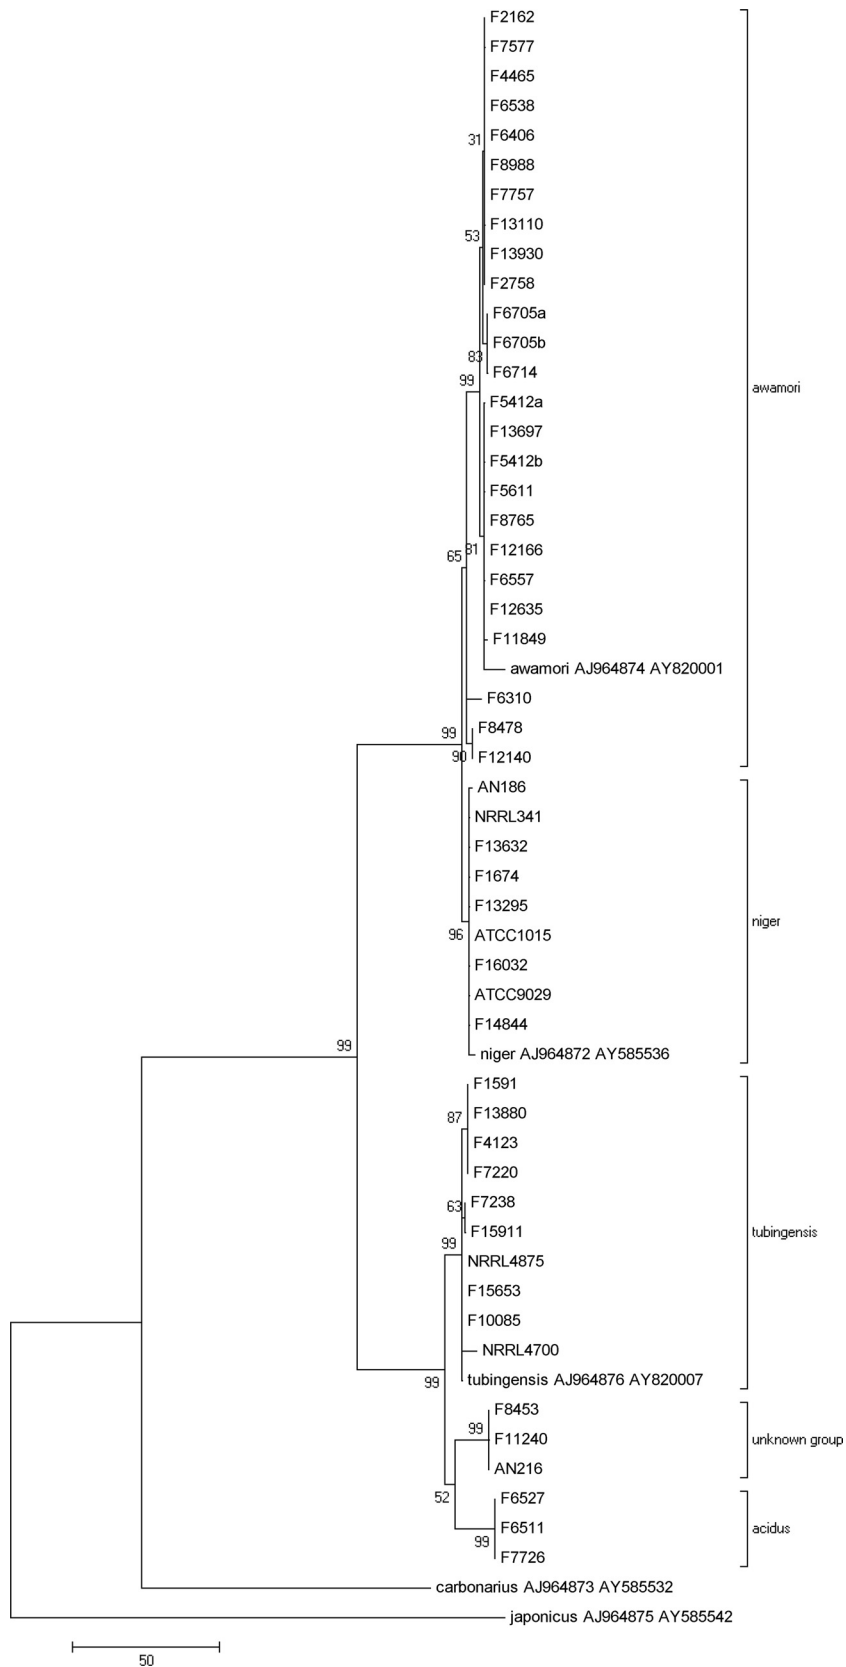 F2162
F7577
F4465
F6538
F6406
31
F8988
F7757
F13110
53
F13930
F2758
F6705a
F6705b
83
F6714
99
awamori
F5412a
F13697
F5412b
F5611
F8765
81
F12166
65
F6557
F12635
F11849
awamori AJ964874 AY820001
F6310
F8478
99
90
F12140
AN186
NRRL341
F13632
F1674
F13295
niger
96
ATCC1015
F16032
ATCC9029
F14844
99
niger AJ964872 AY585536
F1591
F13880
87
F4123
F7220
F7238
63
F15911
tubingensis
99
NRRL4875
F15653
F10085
NRRL4700
99
tubingensis AJ964876 AY820007
F8453
99
F11240
unknown group
AN216
52
F6527
F6511
acidus
99
F7726
carbonarius AJ964873 AY585532
japonicus AJ964875 AY585542
50